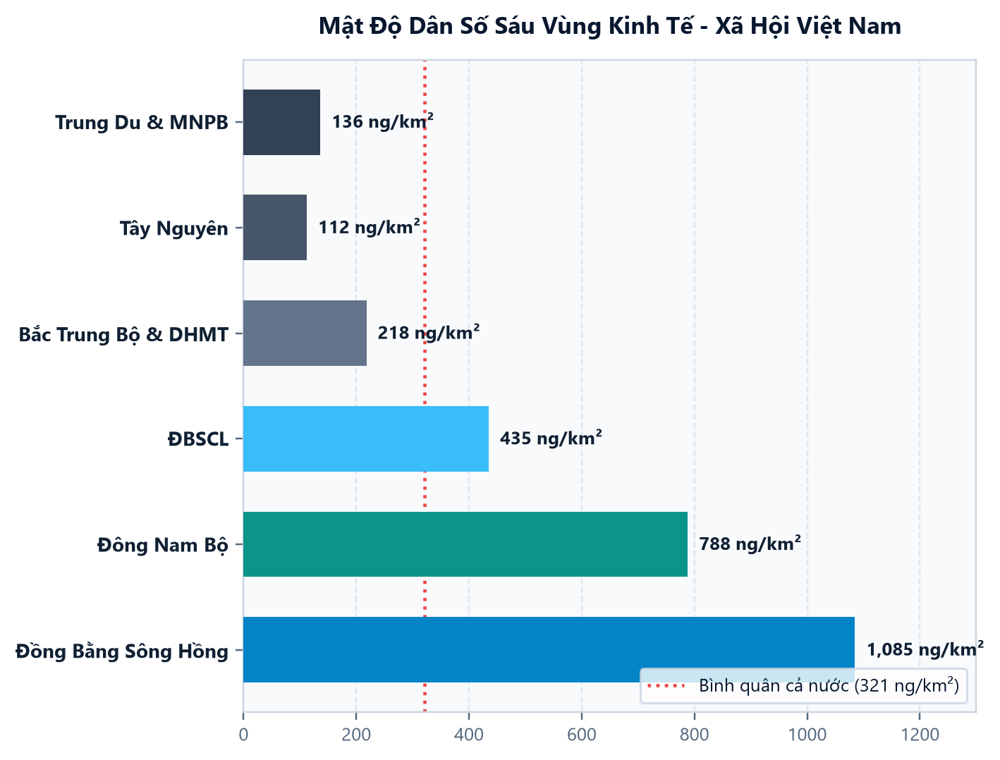 Mật Độ Dân Số Sáu Vùng Kinh Tế - Xã Hội Việt Nam
Trung Du & MNPB
136 ng/km²
Tây Nguyên
112 ng/km²
Bắc Trung Bộ & DHMT
218 ng/km²
ĐBSCL
435 ng/km²
Đông Nam Bộ
788 ng/km²
Đồng Bằng Sông Hồng
1,085 ng/km²
Bình quân cả nước (321 ng/km²)
0 200 400 600 800 1000 1200